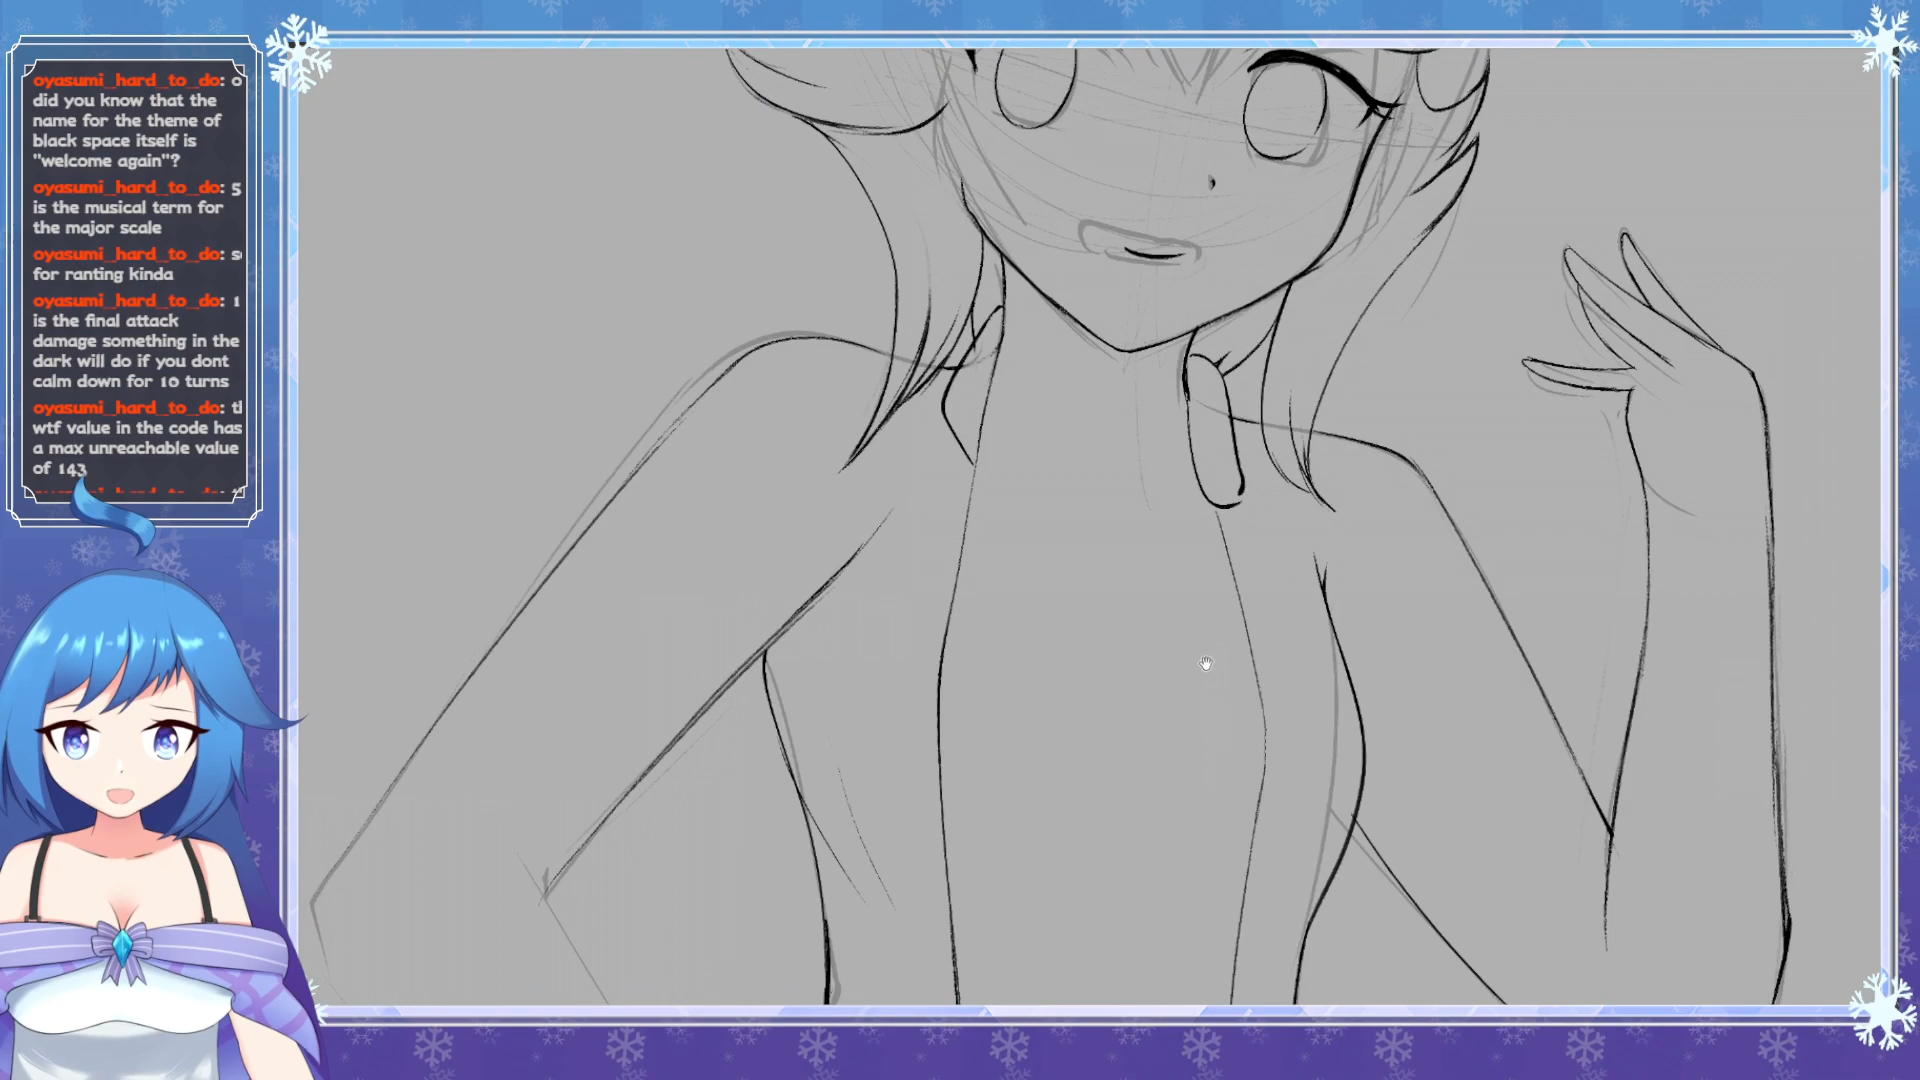 oyasumi_hard_to_do: o
did you know that the
name for the theme of
black space itself is
"welcome again"?
oyasumi_hard_to_do: 5
is the musical term for
the major scale
oyasumi_hard_to_do: s
for ranting kinda
oyasumi_hard_to_do: 1
is the final attack
damage something in the
dark will do if you dont
calm down for 10 turns
oyasumi_hard_to_do: t
wtf value in the code has
a max unreachable value
of 143